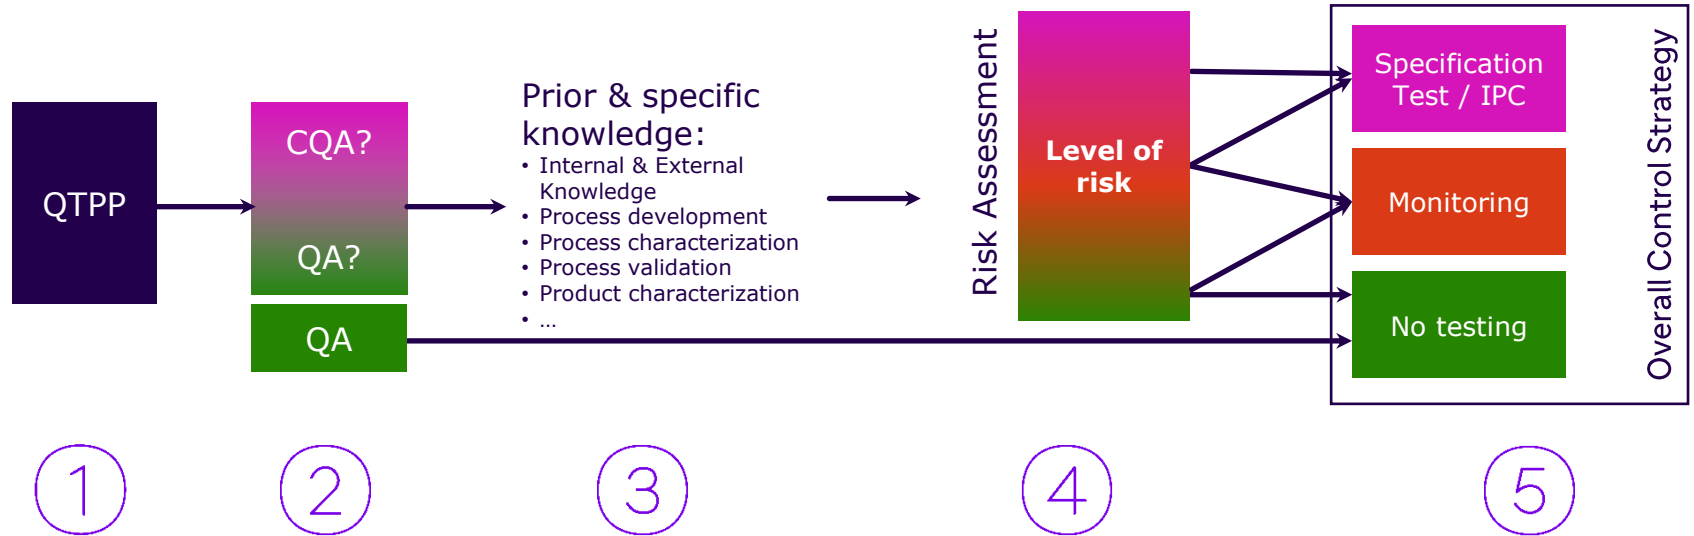 QTPP
CQA?
QA?
QA
Prior & specific
knowledge:
• Internal & External
Knowledge
• Process development
• Process characterization
• Process validation
• Product characterization
• ...
Risk Assessment
Level of
risk
Specification
Test / IPC
Monitoring
No testing
Overall Control Strategy
1
2
3
4
5